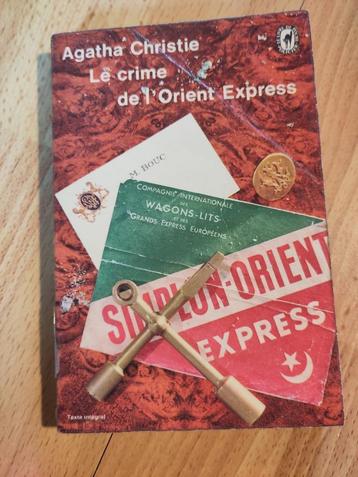 Agatha Christie
Le crime
de l'Orient Express
M. BOUC
COMPAGNIE INTERNATIONALE
DES
WAGONS-LITS
ET DES
GRANDS EXPRESS EUROPÉENS
SIMPLON-ORIENT
EXPRESS
Texte intégral